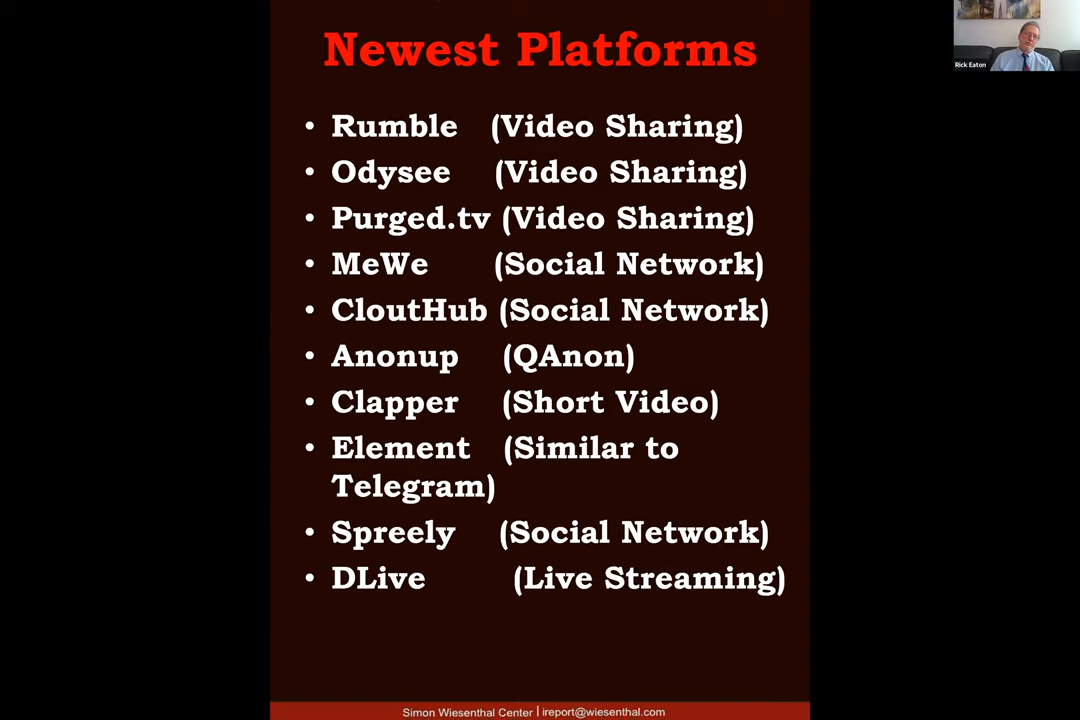 Newest Platforms
Rick Eaton
• Rumble (Video Sharing)
• Odysee (Video Sharing)
• Purged.tv (Video Sharing)
• MeWe (Social Network)
• CloutHub (Social Network)
• Anonup (QAnon)
• Clapper (Short Video)
• Element (Similar to
Telegram)
• Spreely (Social Network)
• DLive (Live Streaming)
Simon Wiesenthal Center | ireport@wiesenthal.com